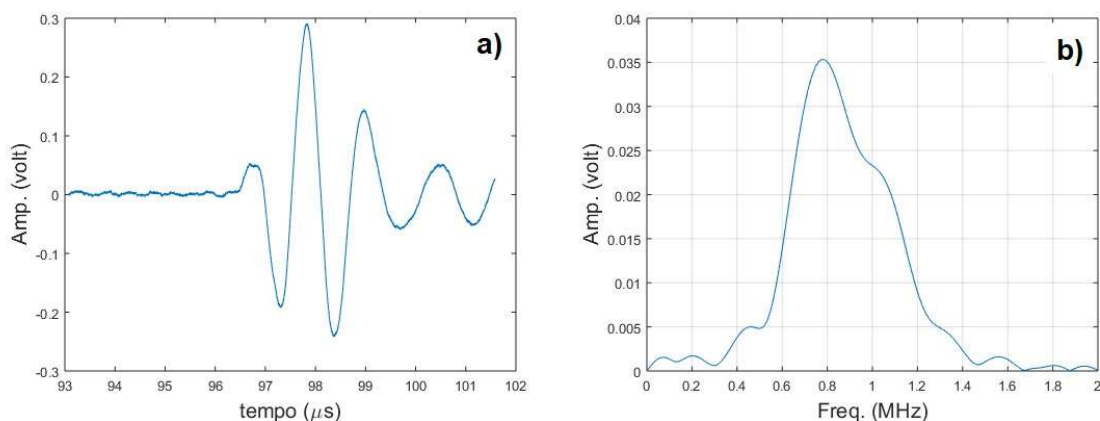 a)
0.3
0.2
0.1
0
-0.1
-0.2
-0.3
Amp. (volt)
93 94 95 96 97 98 99 100 101 102
tempo (μs)
b)
0.04
0.035
0.03
0.025
0.02
0.015
0.01
0.005
0
Amp. (volt)
0 0.2 0.4 0.6 0.8 1 1.2 1.4 1.6 1.8 2
Freq. (MHz)